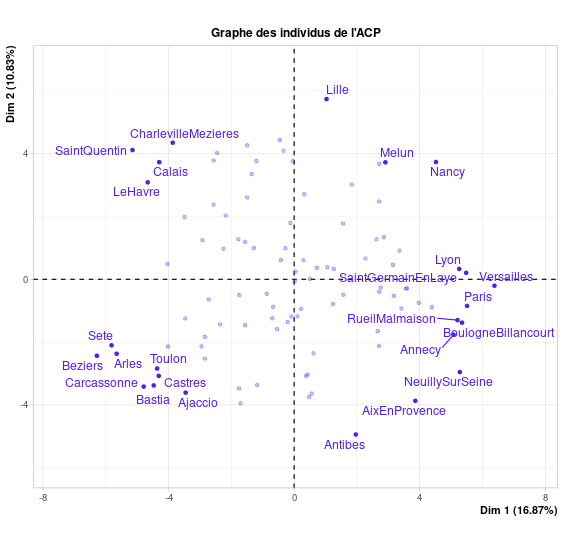 Graphe des individus de l'ACP
Dim 2 (10.83%)
Lille
CharlevilleMezieres
SaintQuentin
Melun
Calais
Nancy
LeHavre
4
Lyon
SaintGermainEnLaye
Versailles
0
Paris
RueilMalmaison
BoulogneBillancourt
Sete
Annecy
Beziers
Arles
Toulon
Carcassonne
Castres
NeuillySurSeine
Bastia
Ajaccio
AixEnProvence
-4
Antibes
-8
-4
0
4
8
Dim 1 (16.87%)